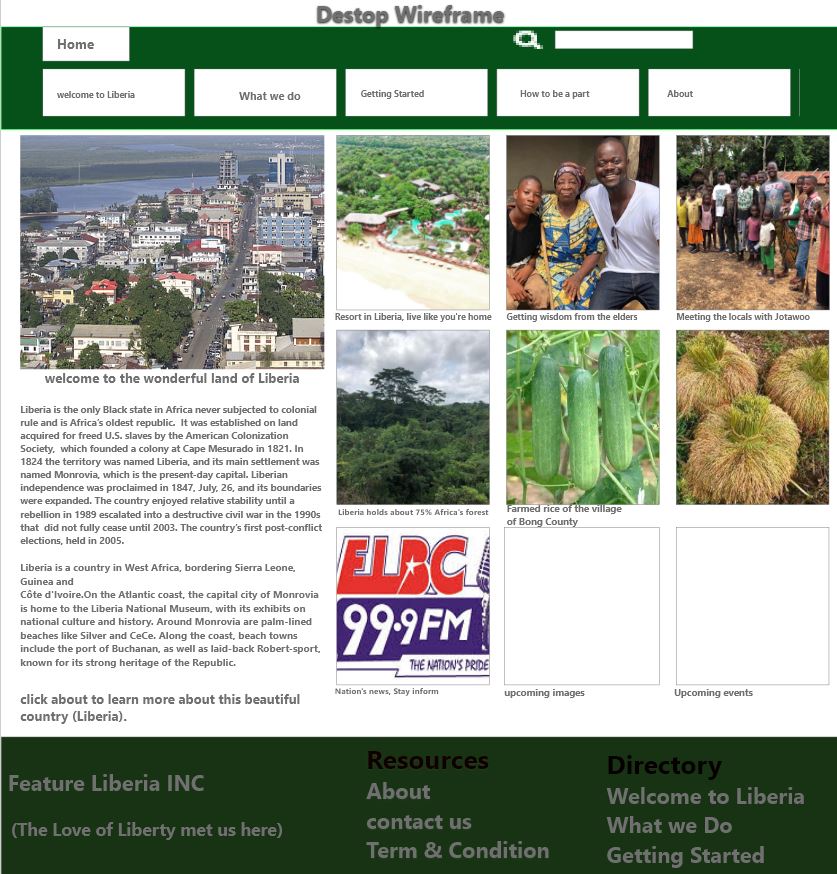 Destop Wireframe
Home
welcome to Liberia
What we do
Getting Started
How to be a part
About
welcome to the wonderful land of Liberia
Liberia is the only Black state in Africa never subjected to colonial
rule and is Africa's oldest republic. It was established on land
acquired for freed U.S. slaves by the American Colonization
Society, which founded a colony at Cape Mesurado in 1821. In
1824 the territory was named Liberia, and its main settlement was
named Monrovia, which is the present-day capital. Liberian
independence was proclaimed in 1847, July, 26, and its boundaries
were expanded. The country enjoyed relative stability until a
rebellion in 1989 escalated into a destructive civil war in the 1990s
that did not fully cease until 2003. The country's first post-conflict
elections, held in 2005.
Liberia is a country in West Africa, bordering Sierra Leone,
Guinea and
Côte d'Ivoire.On the Atlantic coast, the capital city of Monrovia
is home to the Liberia National Museum, with its exhibits on
national culture and history. Around Monrovia are palm-lined
beaches like Silver and CeCe. Along the coast, beach towns
include the port of Buchanan, as well as laid-back Robert-sport,
known for its strong heritage of the Republic.
click about to learn more about this beautiful
country (Liberia).
Resort in Liberia, live like you're home
Getting wisdom from the elders
Meeting the locals with Jotawoo
Liberia holds about 75% Africa's forest
Farmed rice of the village
of Bong County
ELBC
99.9 FM
THE NATION'S PRIDE
Nation's news, Stay inform
upcoming images
Upcoming events
Feature Liberia INC
(The Love of Liberty met us here)
Resources
About
contact us
Term & Condition
Directory
Welcome to Liberia
What we Do
Getting Started